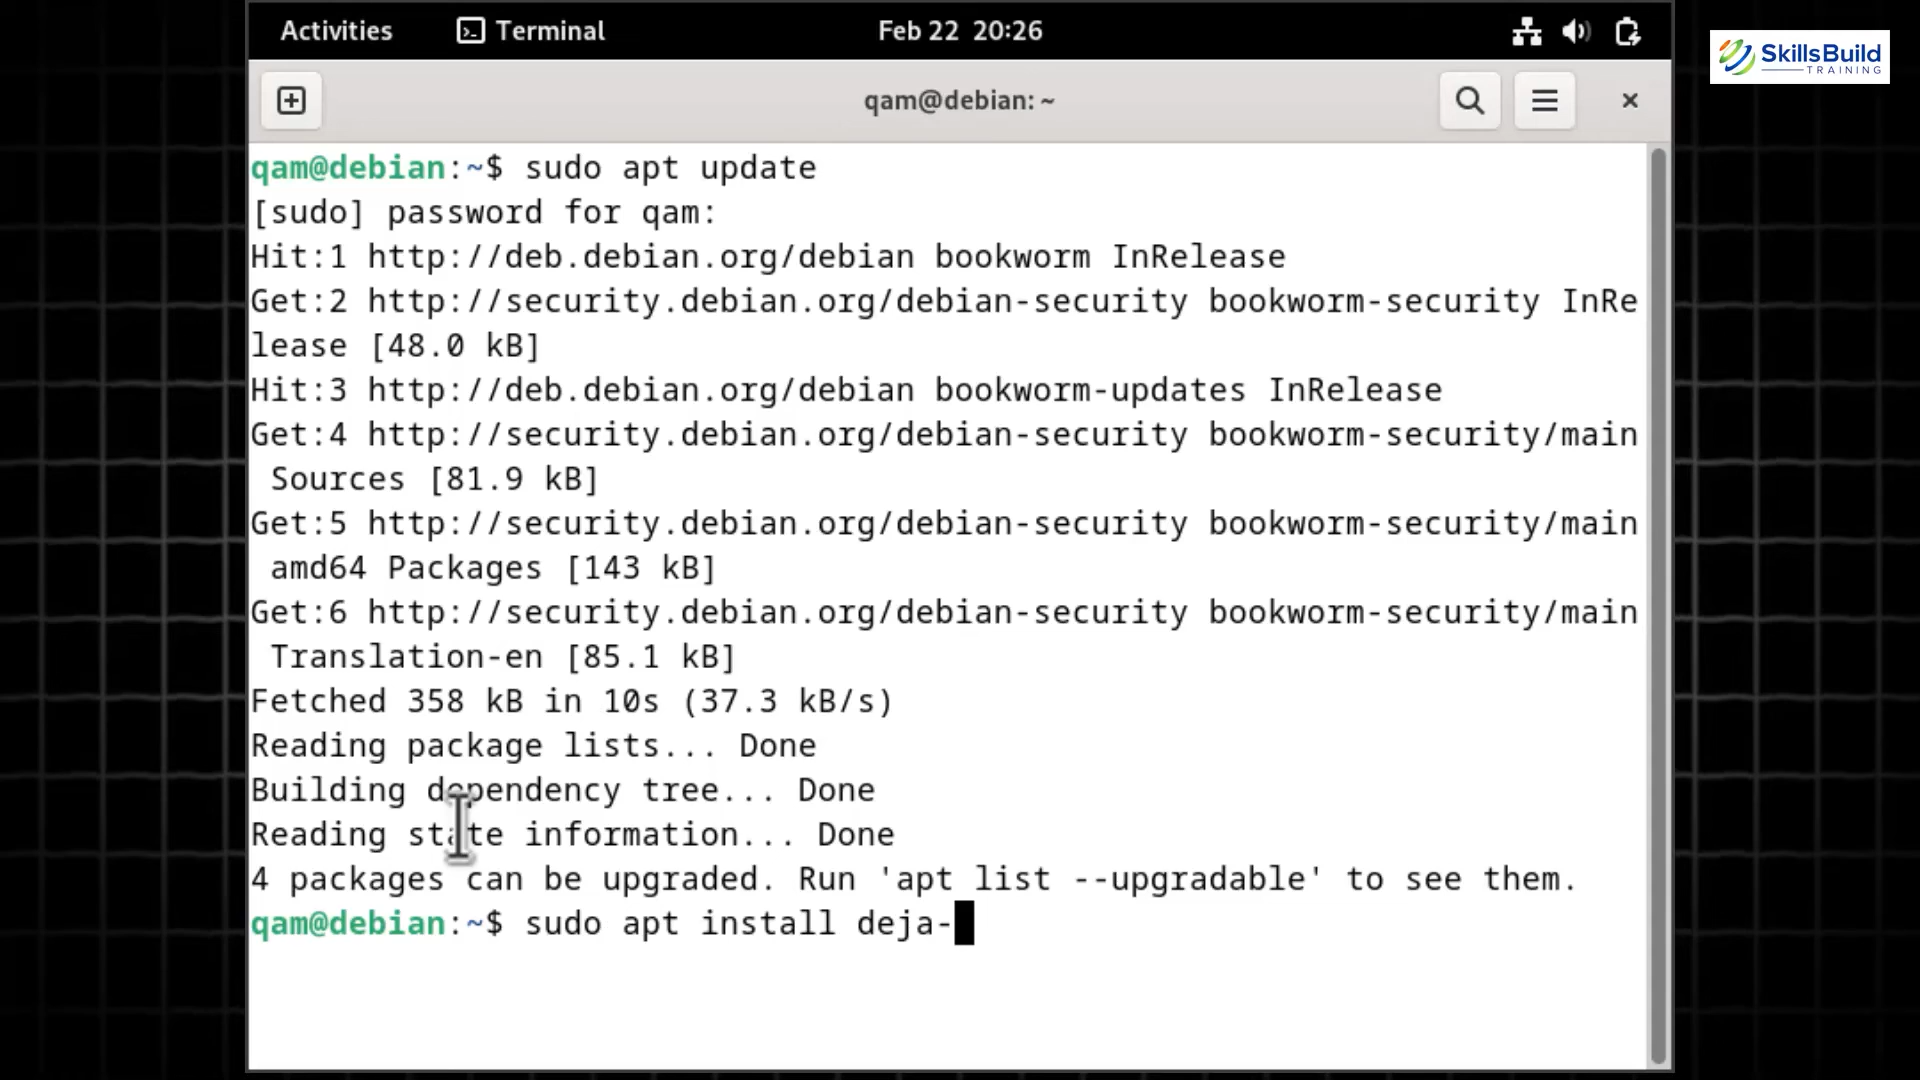 Activities Terminal Feb 22 20:26
SkillsBuild
TRAINING
qam@debian: ~
qam@debian:~$ sudo apt update
[sudo] password for qam:
Hit:1 http://deb.debian.org/debian bookworm InRelease
Get:2 http://security.debian.org/debian-security bookworm-security InRe
lease [48.0 kB]
Hit:3 http://deb.debian.org/debian bookworm-updates InRelease
Get:4 http://security.debian.org/debian-security bookworm-security/main
 Sources [81.9 kB]
Get:5 http://security.debian.org/debian-security bookworm-security/main
 amd64 Packages [143 kB]
Get:6 http://security.debian.org/debian-security bookworm-security/main
 Translation-en [85.1 kB]
Fetched 358 kB in 10s (37.3 kB/s)
Reading package lists... Done
Building dependency tree... Done
Reading state information... Done
4 packages can be upgraded. Run 'apt list --upgradable' to see them.
qam@debian:~$ sudo apt install deja-